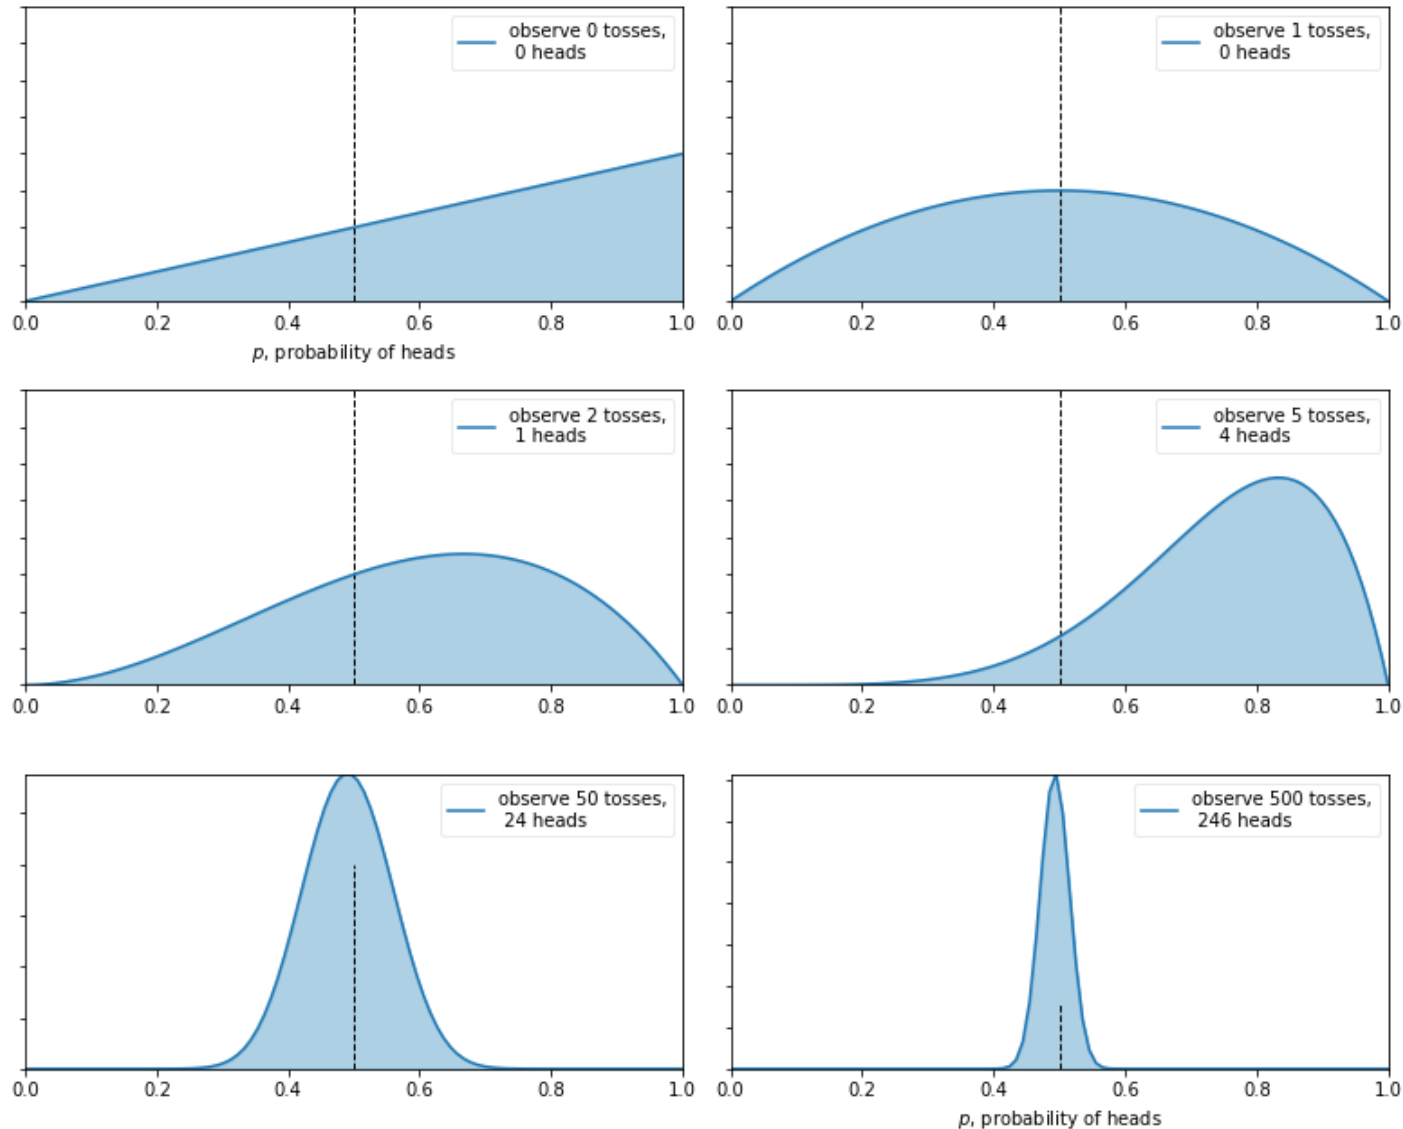 observe 0 tosses,
0 heads
0.0 0.2 0.4 0.6 0.8 1.0
p, probability of heads
observe 1 tosses,
0 heads
0.0 0.2 0.4 0.6 0.8 1.0
observe 2 tosses,
1 heads
0.0 0.2 0.4 0.6 0.8 1.0
observe 5 tosses,
4 heads
0.0 0.2 0.4 0.6 0.8 1.0
observe 50 tosses,
24 heads
0.0 0.2 0.4 0.6 0.8 1.0
observe 500 tosses,
246 heads
0.0 0.2 0.4 0.6 0.8 1.0
p, probability of heads